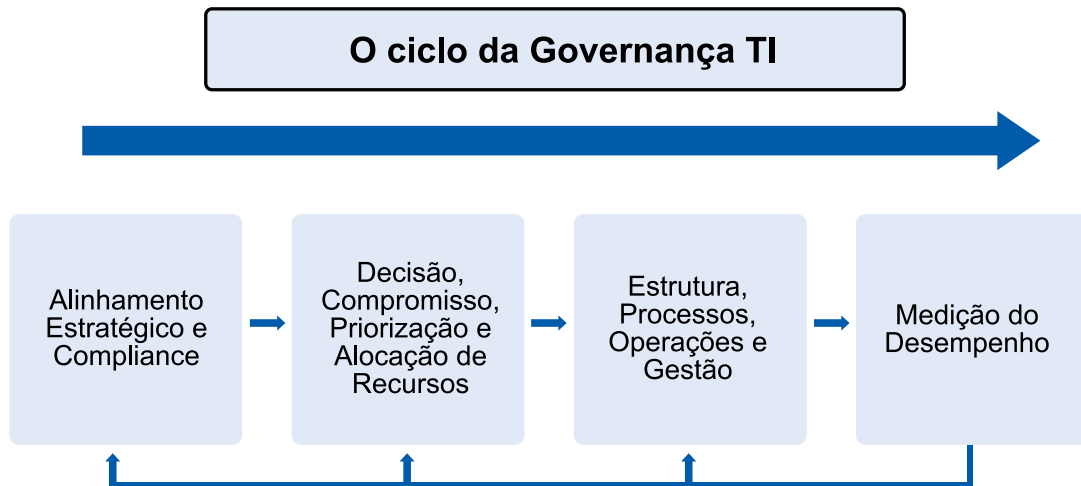 O ciclo da Governança TI
Alinhamento
Estratégico e
Compliance
Decisão,
Compromisso,
Priorização e
Alocação de
Recursos
Estrutura,
Processos,
Operações e
Gestão
Medição do
Desempenho